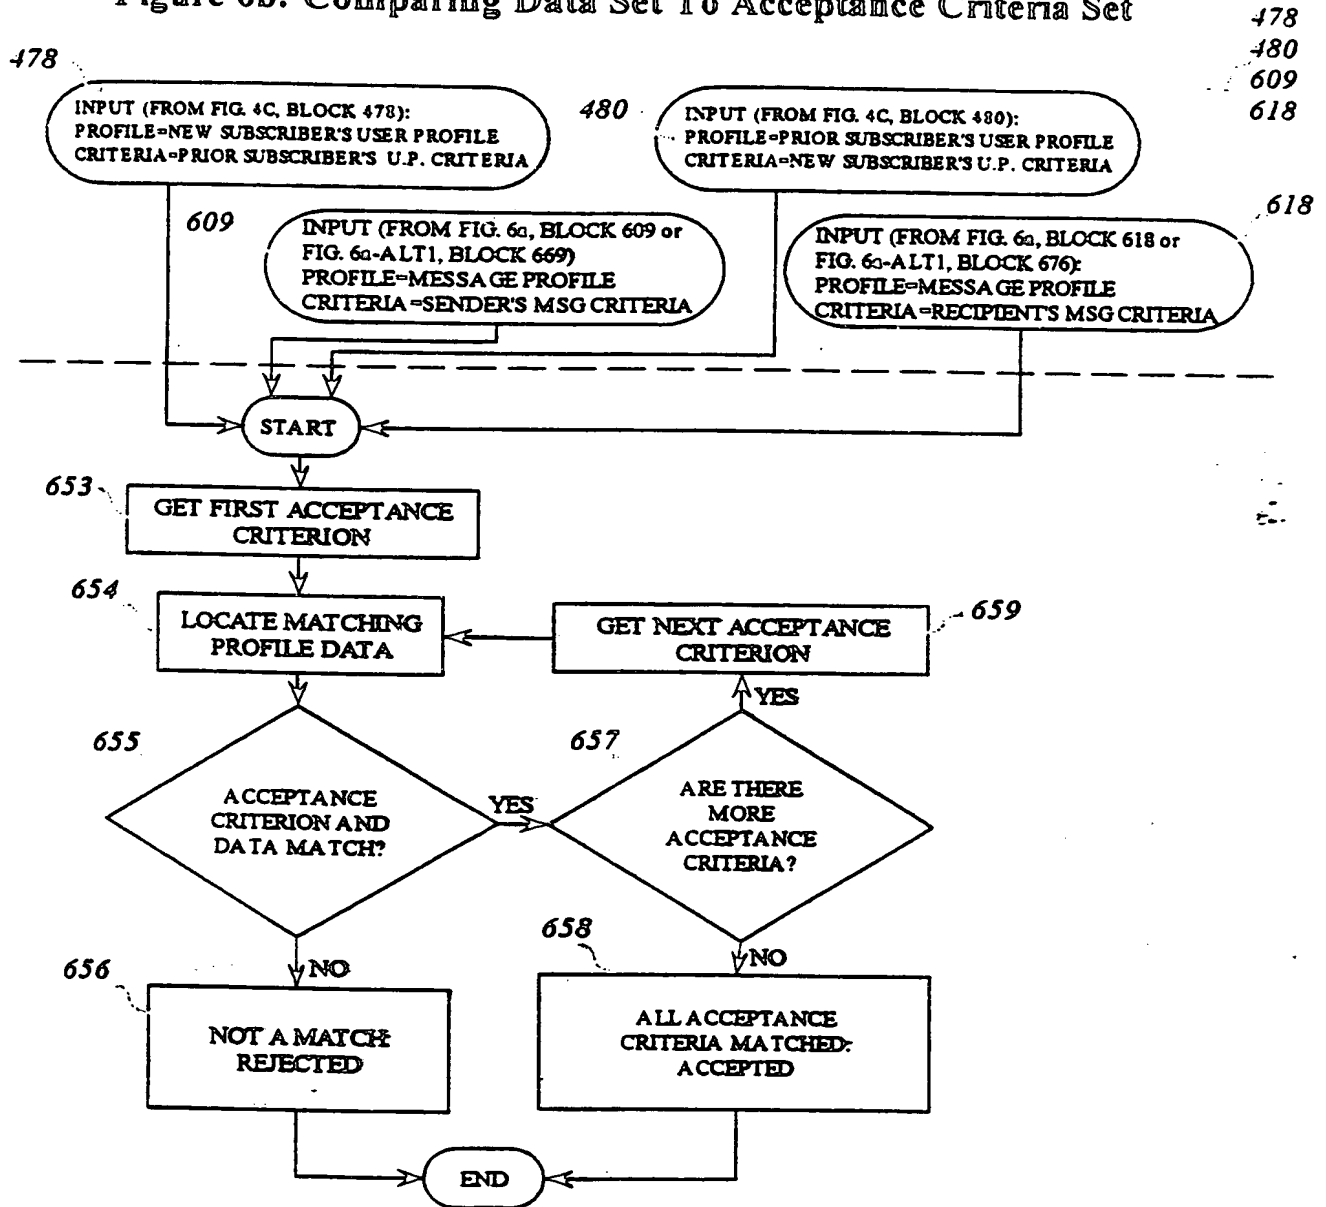 Figure 6b: Comparing Data Set To Acceptance Criteria Set
478
480
609
618
478
INPUT (FROM FIG. 4C, BLOCK 478):
PROFILE=NEW SUBSCRIBER'S USER PROFILE
CRITERIA=PRIOR SUBSCRIBER'S U.P. CRITERIA
480
INPUT (FROM FIG. 4C, BLOCK 480):
PROFILE=PRIOR SUBSCRIBER'S USER PROFILE
CRITERIA=NEW SUBSCRIBER'S U.P. CRITERIA
609
INPUT (FROM FIG. 6a, BLOCK 609 or
FIG. 6a-ALT1, BLOCK 669)
PROFILE=MESSAGE PROFILE
CRITERIA=SENDER'S MSG CRITERIA
618
INPUT (FROM FIG. 6a, BLOCK 618 or
FIG. 6a-ALT1, BLOCK 676):
PROFILE=MESSAGE PROFILE
CRITERIA=RECIPIENT'S MSG CRITERIA
START
653
GET FIRST ACCEPTANCE
CRITERION
654
LOCATE MATCHING
PROFILE DATA
GET NEXT ACCEPTANCE
CRITERION
659
YES
655
ACCEPTANCE
CRITERION AND
DATA MATCH?
YES
657
ARE THERE
MORE
ACCEPTANCE
CRITERIA?
NO
656
NOT A MATCH:
REJECTED
NO
658
ALL ACCEPTANCE
CRITERIA MATCHED:
ACCEPTED
END